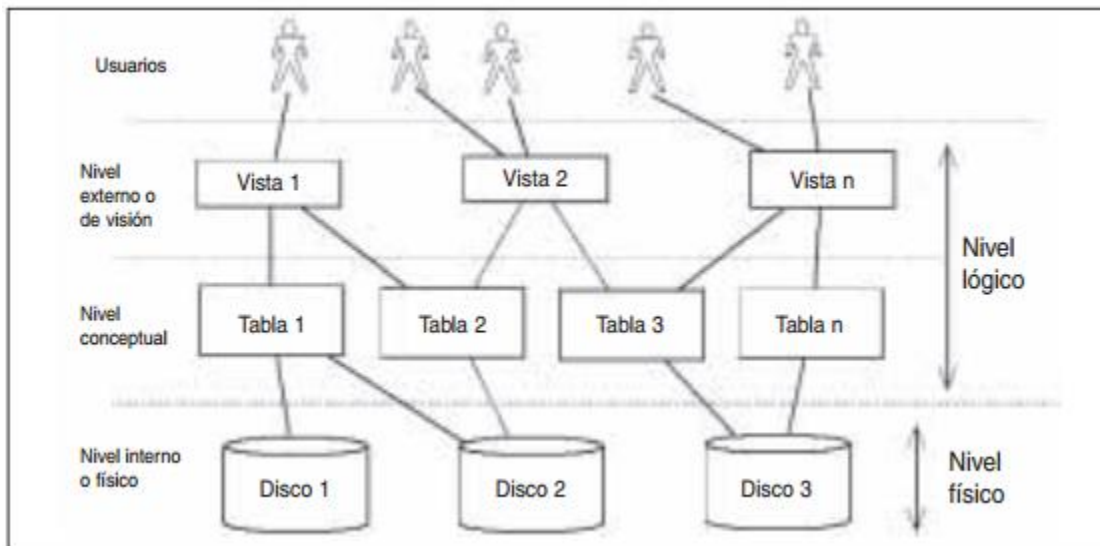 Usuarios
Nivel
externo o
de visión
Vista 1
Vista 2
Vista n
Nivel
lógico
Nivel
conceptual
Tabla 1
Tabla 2
Tabla 3
Tabla n
Nivel interno
o físico
Disco 1
Disco 2
Disco 3
Nivel
físico